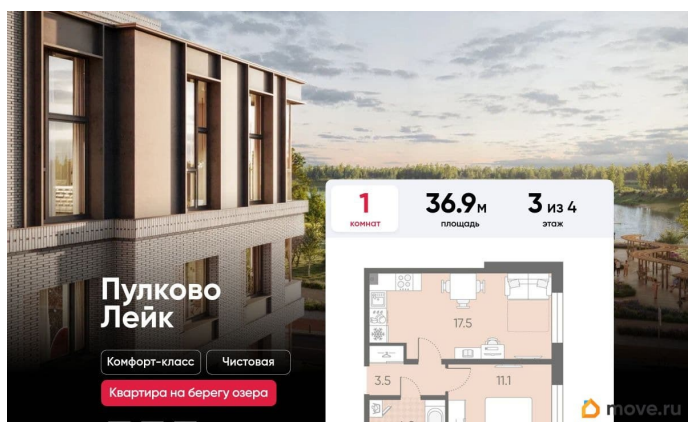 1
комнат
36.9м
площадь
3 из 4
этаж
Пулково
Лейк
Комфорт-класс
Чистовая
Квартира на берегу озера
17.5
3.5
11.1
move.ru